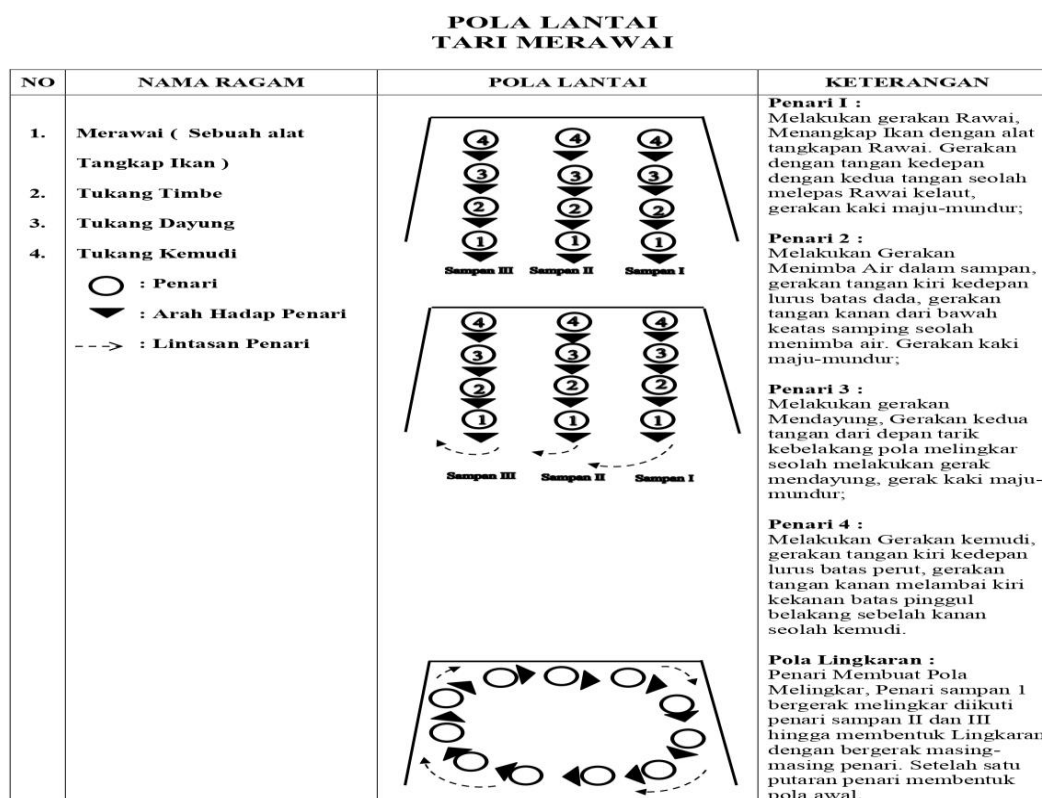 POLA LANTAI
TARI MERAWAI
NO
NAMA RAGAM
POLA LANTAI
KETERANGAN
1. Merawai ( Sebuah alat
Tangkap Ikan )
2. Tukang Timbe
3. Tukang Dayung
4. Tukang Kemudi
: Penari
: Arah Hadap Penari
: Lintasan Penari
4 4 4
3 3 3
2 2 2
1 1 1
Sampan III Sampan II Sampan I
4 4 4
3 3 3
2 2 2
1 1 1
Sampan III Sampan II Sampan I
Penari I :
Melakukan gerakan Rawai,
Menangkap Ikan dengan alat
tangkapan Rawai. Gerakan
dengan tangan kedepan
dengan kedua tangan seolah
melepas Rawai kelaut,
gerakan kaki maju-mundur;
Penari 2 :
Melakukan Gerakan
Menimba Air dalam sampan,
gerakan tangan kiri kedepan
lurus batas dada, gerakan
tangan kanan dari bawah
keatas samping seolah
menimba air. Gerakan kaki
maju-mundur;
Penari 3 :
Melakukan gerakan
Mendayung, Gerakan kedua
tangan dari depan tarik
kebelakang pola melingkar
seolah melakukan gerak
mendayung, gerak kaki maju-
mundur;
Penari 4 :
Melakukan Gerakan kemudi,
gerakan tangan kiri kedepan
lurus batas perut, gerakan
tangan kanan melambai kiri
kekanan batas pinggul
belakang sebelah kanan
seolah kemudi.
Pola Lingkaran :
Penari Membuat Pola
Melingkar, Penari sampan 1
bergerak melingkar diikuti
penari sampan II dan III
hingga membentuk Lingkaran
dengan bergerak masing-
masing penari. Setelah satu
putaran penari membentuk
pola awal.